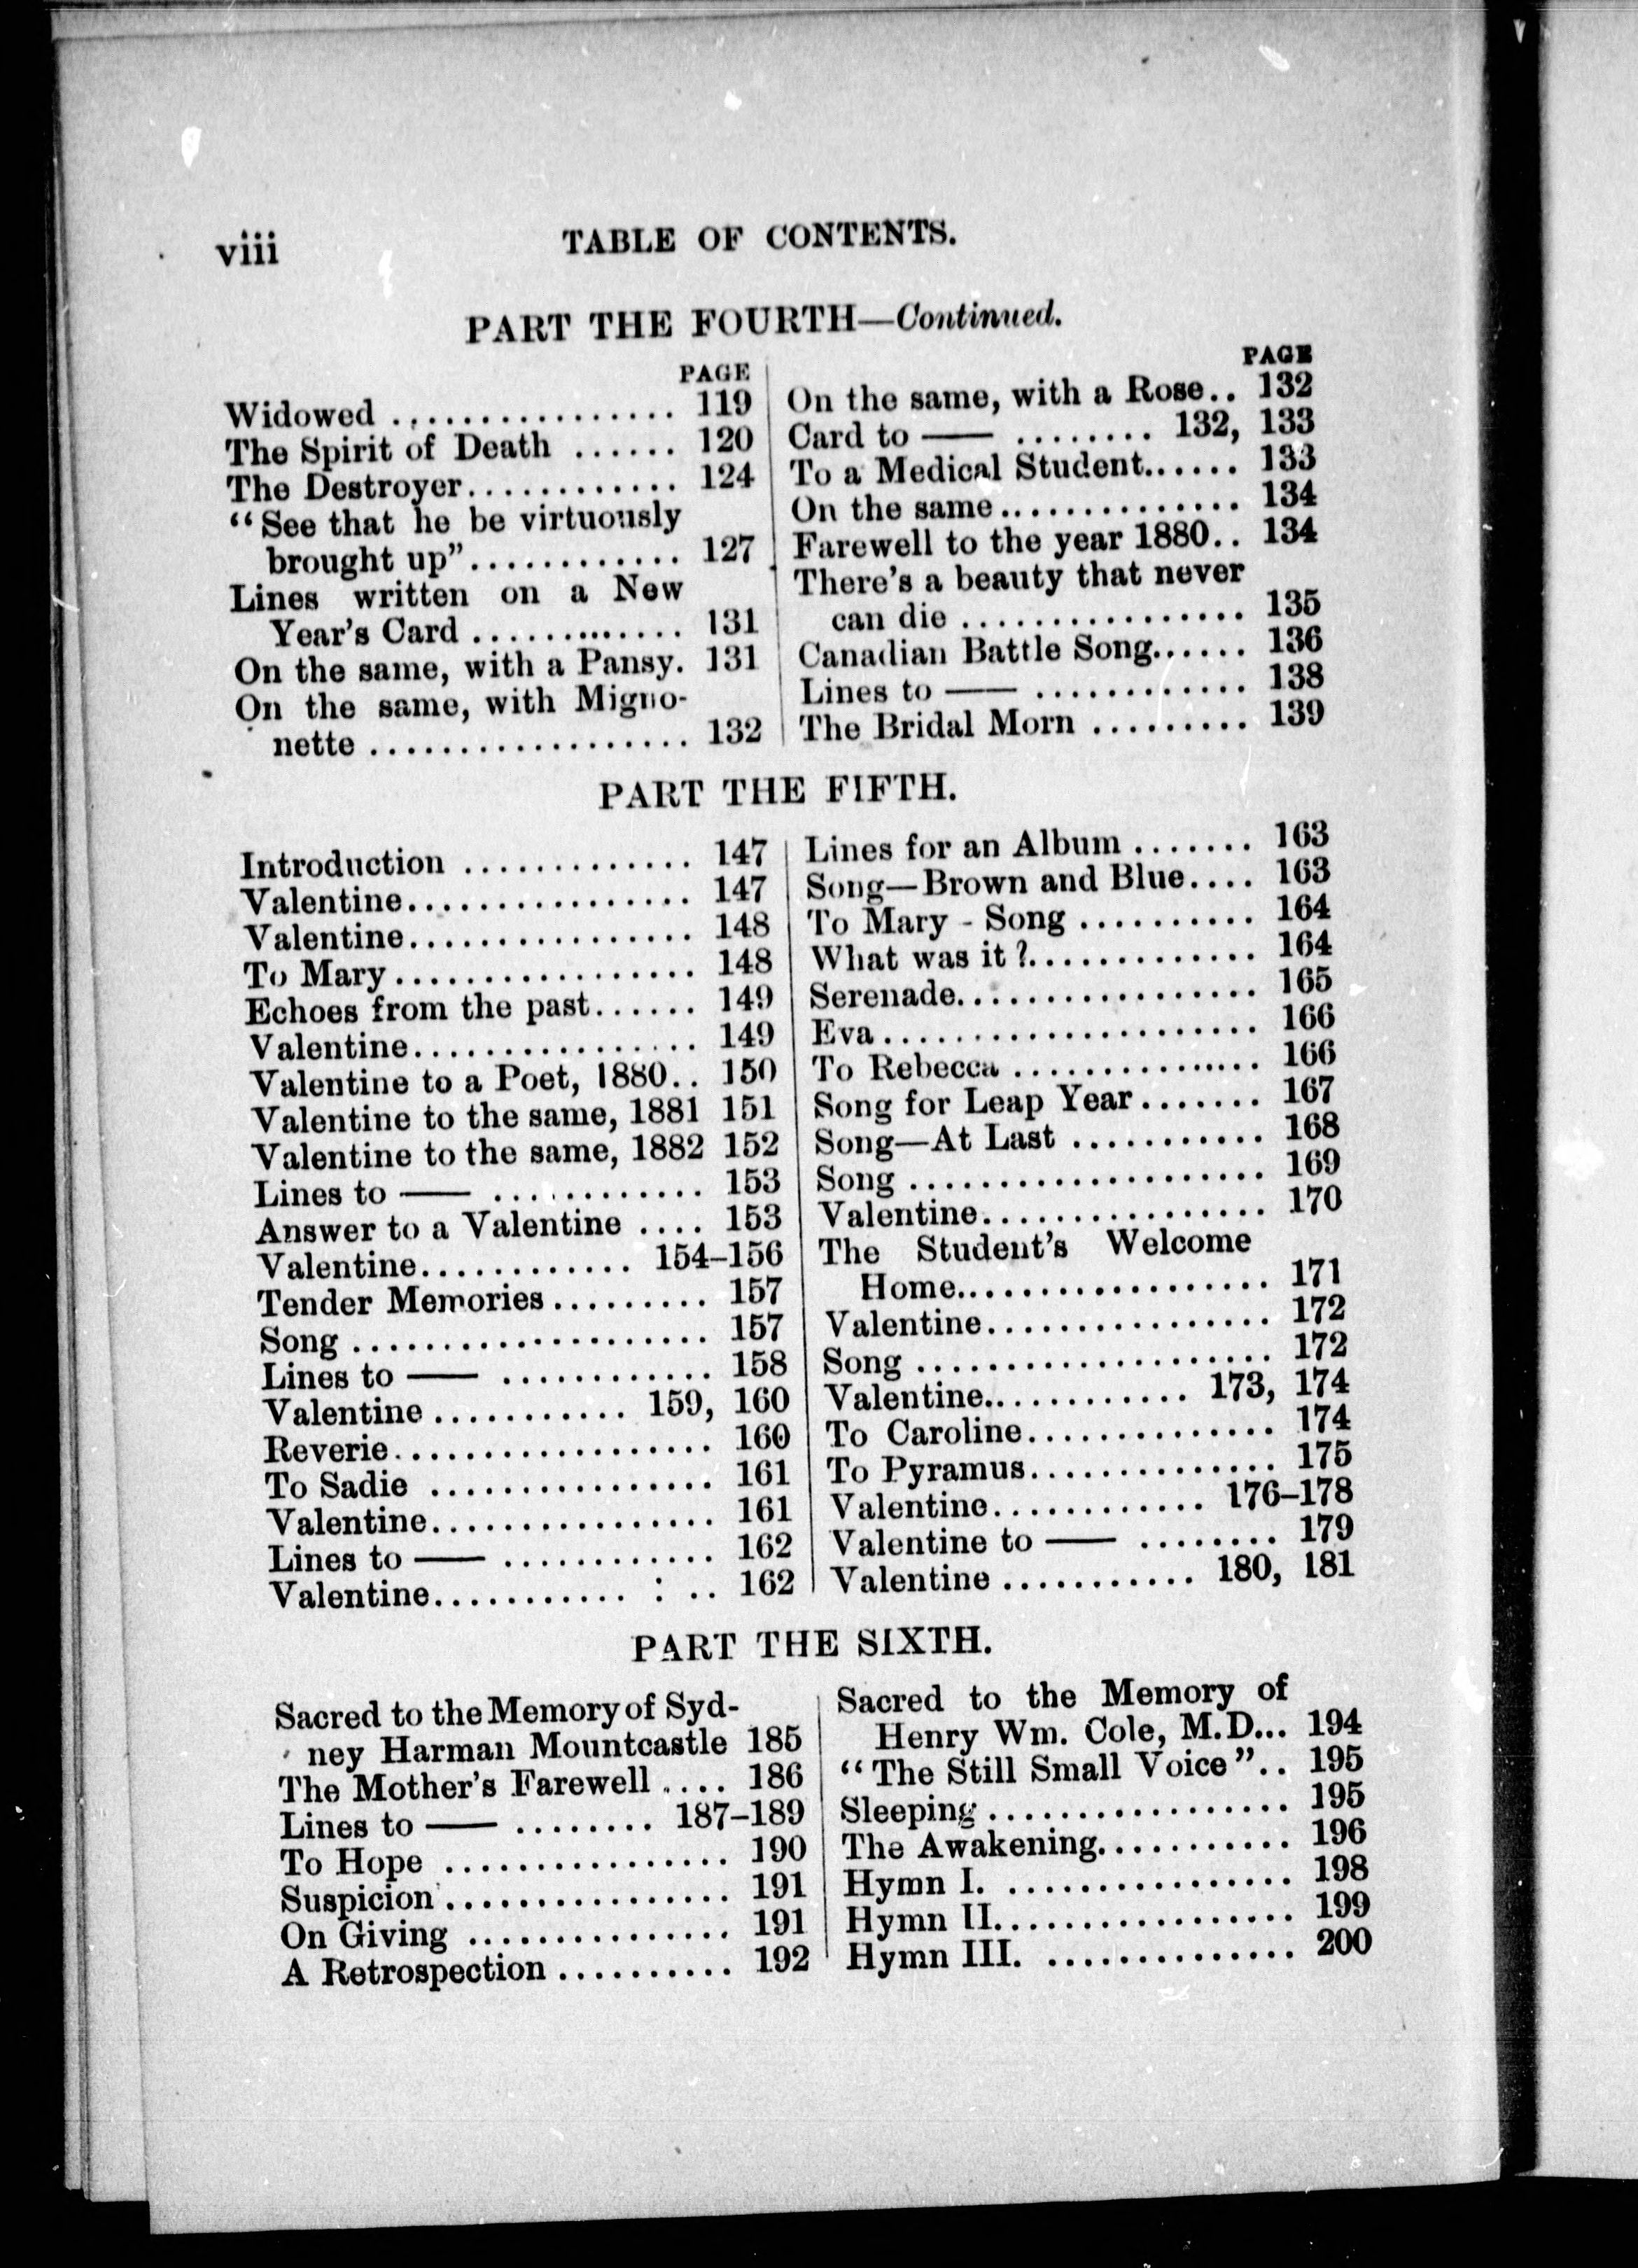 viii
TABLE OF CONTENTS.
PART THE FOURTH—Continued.
PAGE
Widowed ................ 119
The Spirit of Death ...... 120
The Destroyer............ 124
“See that he be virtuously
brought up”............ 127
Lines written on a New
Year's Card ............ 131
On the same, with a Pansy. 131
On the same, with Migno-
nette .................. 132
PAGE
On the same, with a Rose.. 132
Card to —— ........ 132, 133
To a Medical Student...... 133
On the same.............. 134
Farewell to the year 1880.. 134
There's a beauty that never
can die ................ 135
Canadian Battle Song...... 136
Lines to —— ............ 138
The Bridal Morn ......... 139
PART THE FIFTH.
Introduction ............. 147
Valentine................ 147
Valentine................ 148
To Mary................. 148
Echoes from the past...... 149
Valentine................ 149
Valentine to a Poet, 1880.. 150
Valentine to the same, 1881 151
Valentine to the same, 1882 152
Lines to —— ............ 153
Answer to a Valentine .... 153
Valentine............ 154–156
Tender Memories......... 157
Song .................... 157
Lines to —— ............ 158
Valentine ........... 159, 160
Reverie.................. 160
To Sadie ................ 161
Valentine................ 161
Lines to —— ............ 162
Valentine........... : .. 162
Lines for an Album ....... 163
Song—Brown and Blue.... 163
To Mary - Song .......... 164
What was it ?............. 164
Serenade................. 165
Eva..................... 166
To Rebecca .............. 166
Song for Leap Year....... 167
Song—At Last ........... 168
Song .................... 169
Valentine................ 170
The Student's Welcome
Home.................. 171
Valentine................ 172
Song .................... 172
Valentine............ 173, 174
To Caroline.............. 174
To Pyramus.............. 175
Valentine............ 176–178
Valentine to —— ........ 179
Valentine ........... 180, 181
PART THE SIXTH.
Sacred to the Memory of Syd-
ney Harman Mountcastle 185
The Mother's Farewell .... 186
Lines to —— ........ 187–189
To Hope ................ 190
Suspicion................ 191
On Giving ............... 191
A Retrospection .......... 192
Sacred to the Memory of
Henry Wm. Cole, M.D... 194
“The Still Small Voice”.. 195
Sleeping ................. 195
The Awakening........... 196
Hymn I. ................ 198
Hymn II................. 199
Hymn III. .............. 200